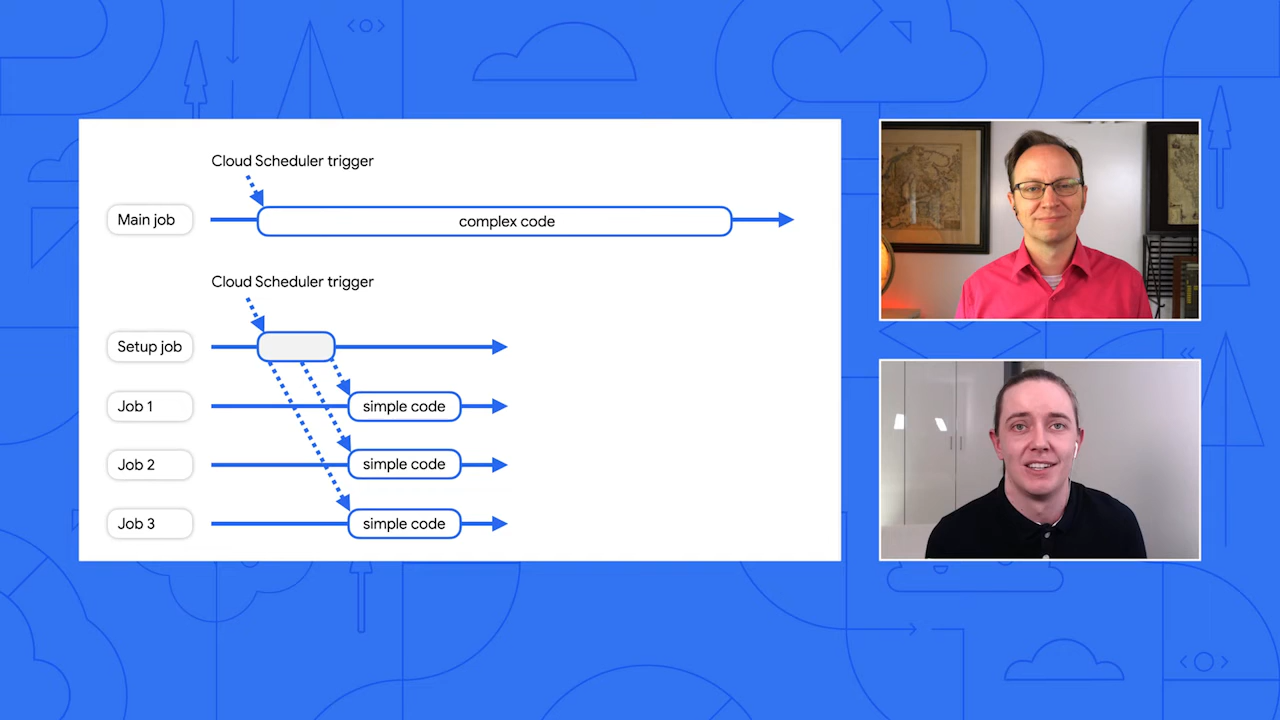 Cloud Scheduler trigger
Main job
complex code
Cloud Scheduler trigger
Setup job
Job 1
simple code
Job 2
simple code
Job 3
simple code